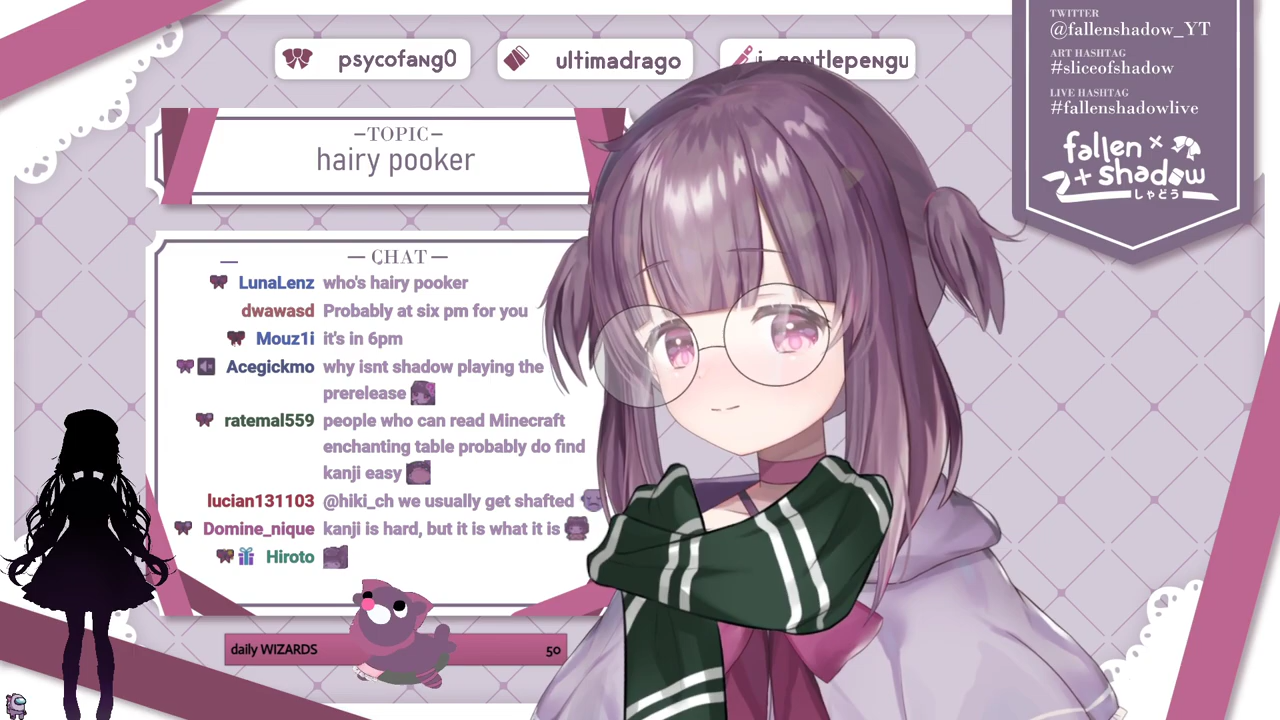 psycofang0
ultimadrago
i_gentlepengu
–TOPIC–
hairy pooker
– CHAT –
LunaLenz who's hairy pooker
dwawasd Probably at six pm for you
Mouz1i it's in 6pm
Acegickmo why isnt shadow playing the
prerelease
ratemal559 people who can read Minecraft
enchanting table probably do find
kanji easy
lucian131103 @hiki_ch we usually get shafted
Domine_nique kanji is hard, but it is what it is
Hiroto
daily WIZARDS 50
TWITTER
@fallenshadow_YT
ART HASHTAG
#sliceofshadow
LIVE HASHTAG
#fallenshadowlive
fallen
shadow
しゃどう